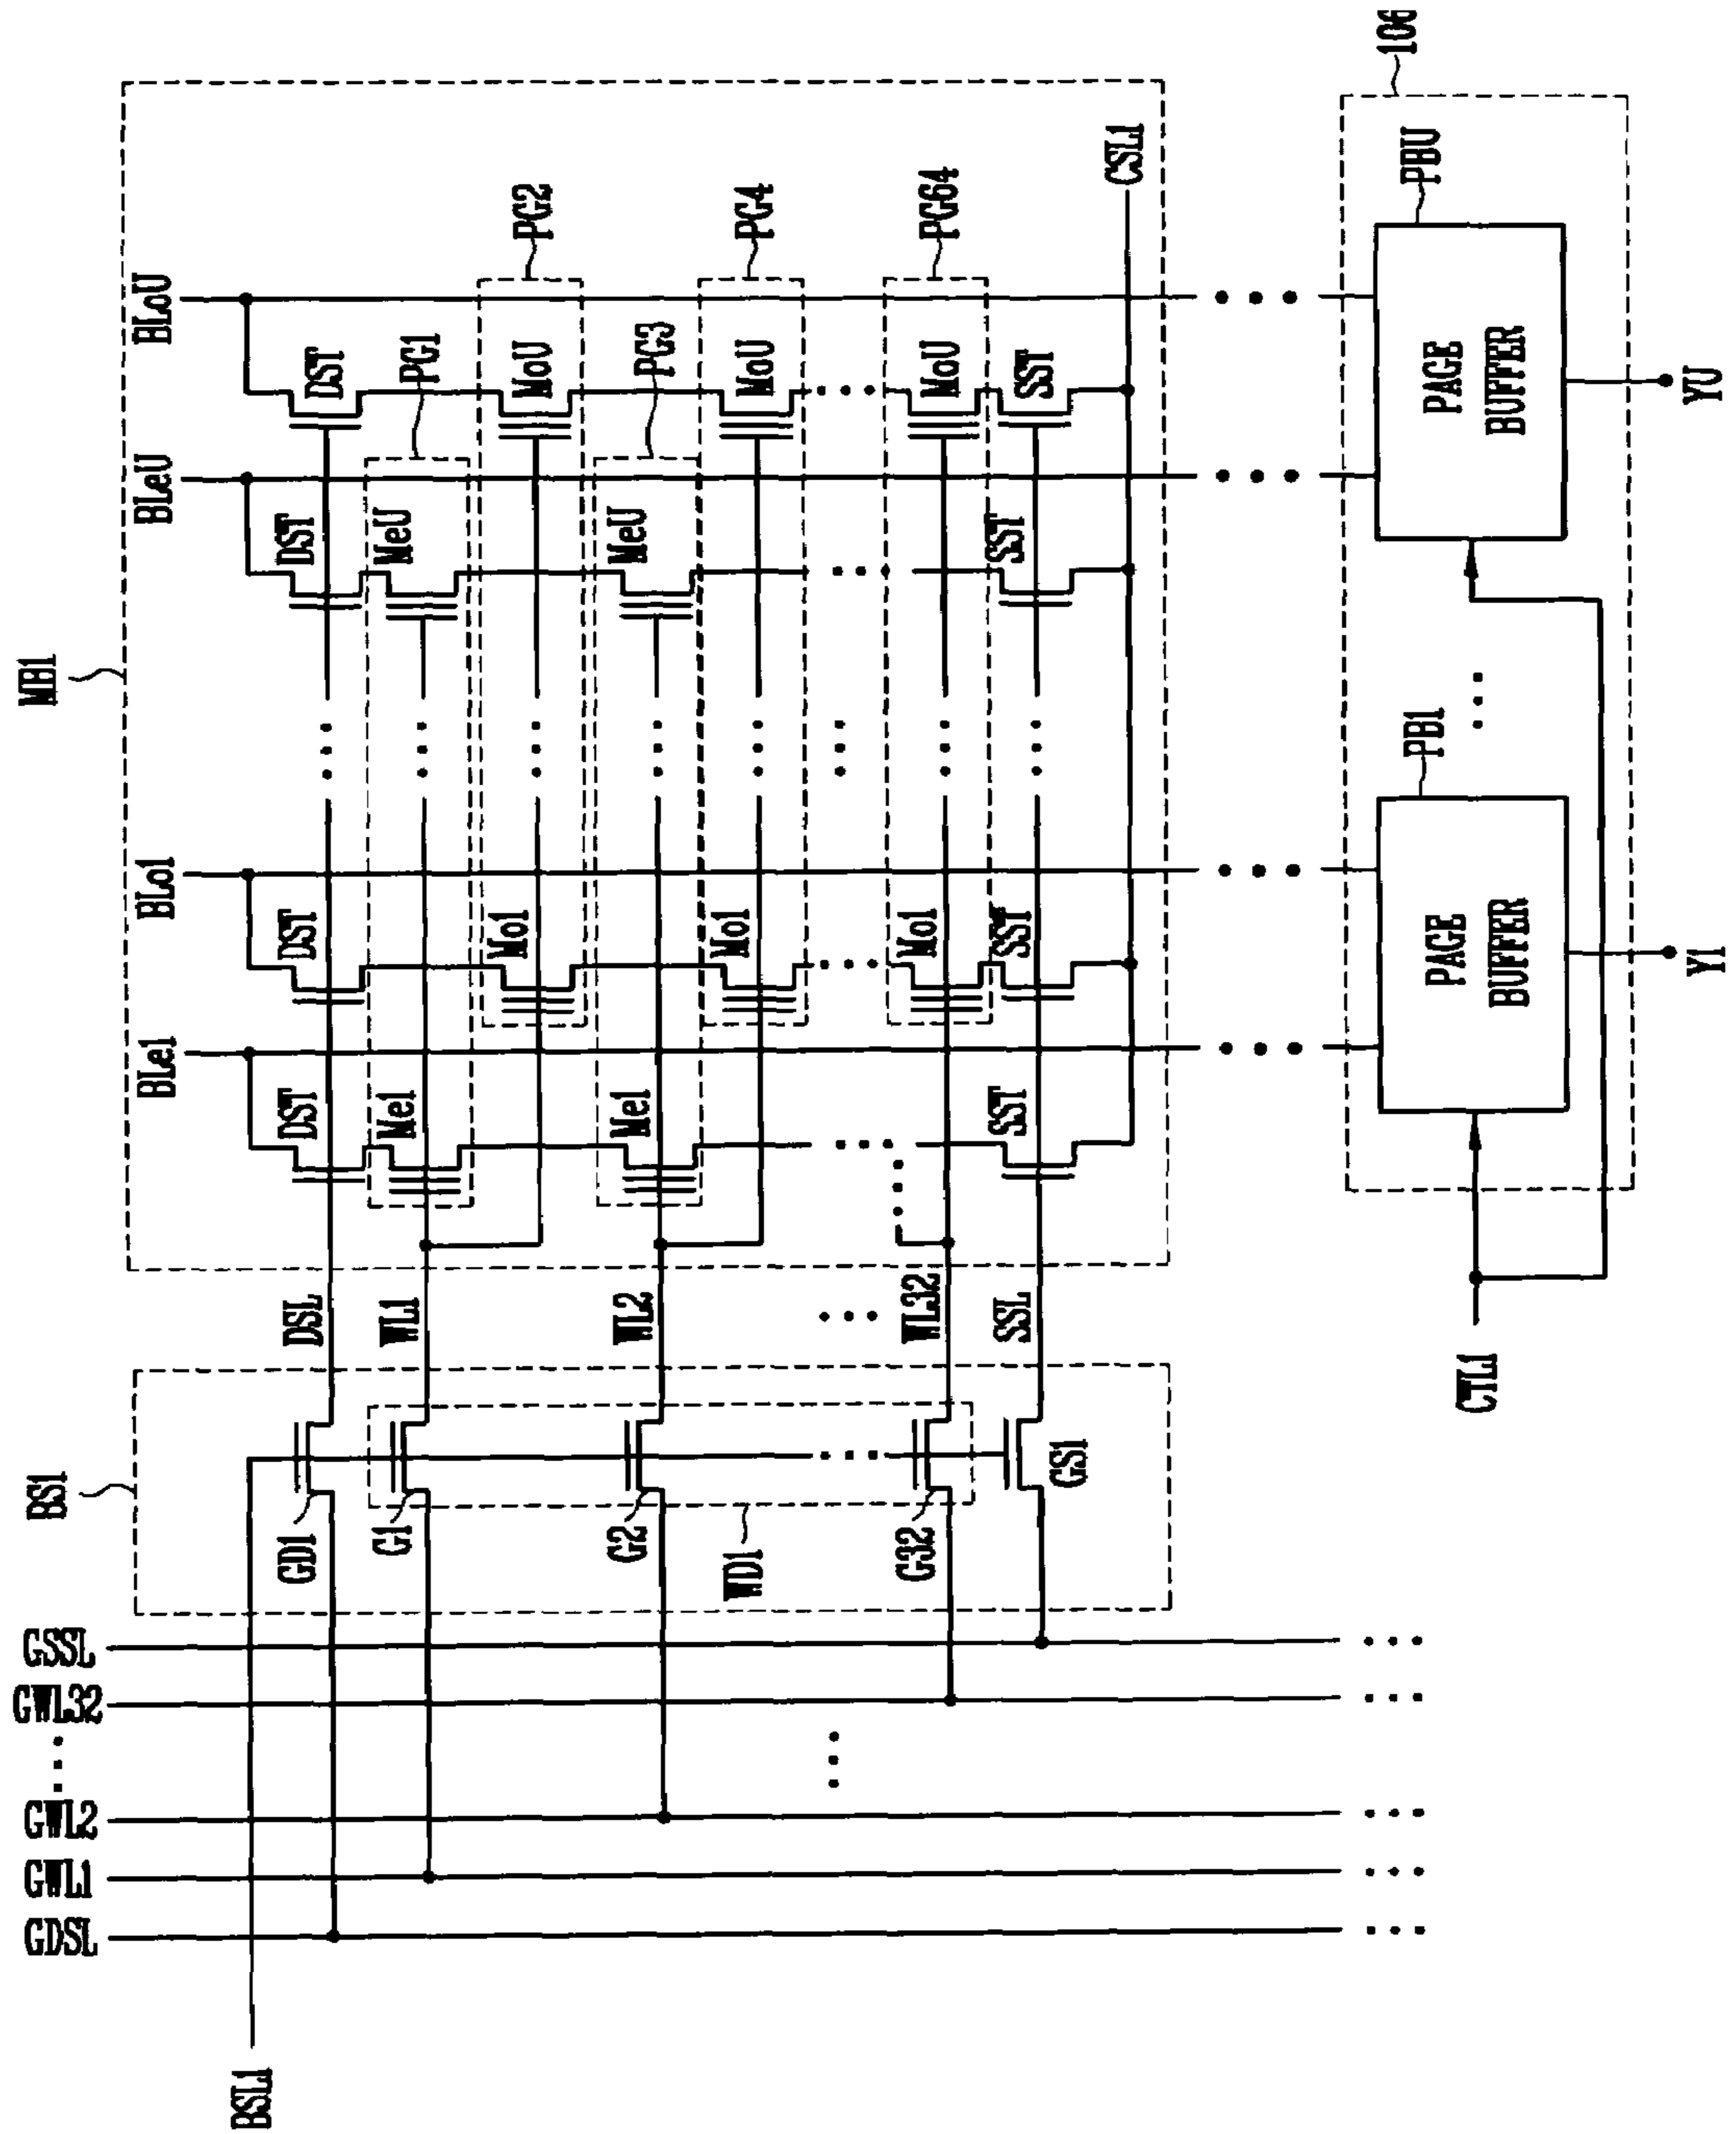 106
MB1
BLe1
BLo1
BLeU
BLoU
DST
DST
DST
DST
PG1
PG2
PG3
PG4
PG64
Me1
Mo1
MeU
MoU
Me1
Mo1
MeU
MoU
Mo1
MoU
SST
SST
SST
SST
CSL1
DSL
WL1
WL2
WL32
SSL
BS1
GD1
G1
G2
G32
GS1
WD1
GSSL
GWL32
GWL2
GWL1
GDSL
BSL1
PB1
PBU
PAGE
BUFFER
PAGE
BUFFER
CTL1
Y1
YU